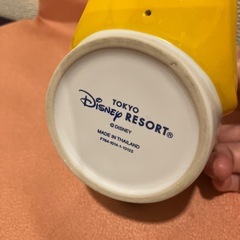 TOKYO
Disney RESORT®
© DISNEY
MADE IN THAILAND